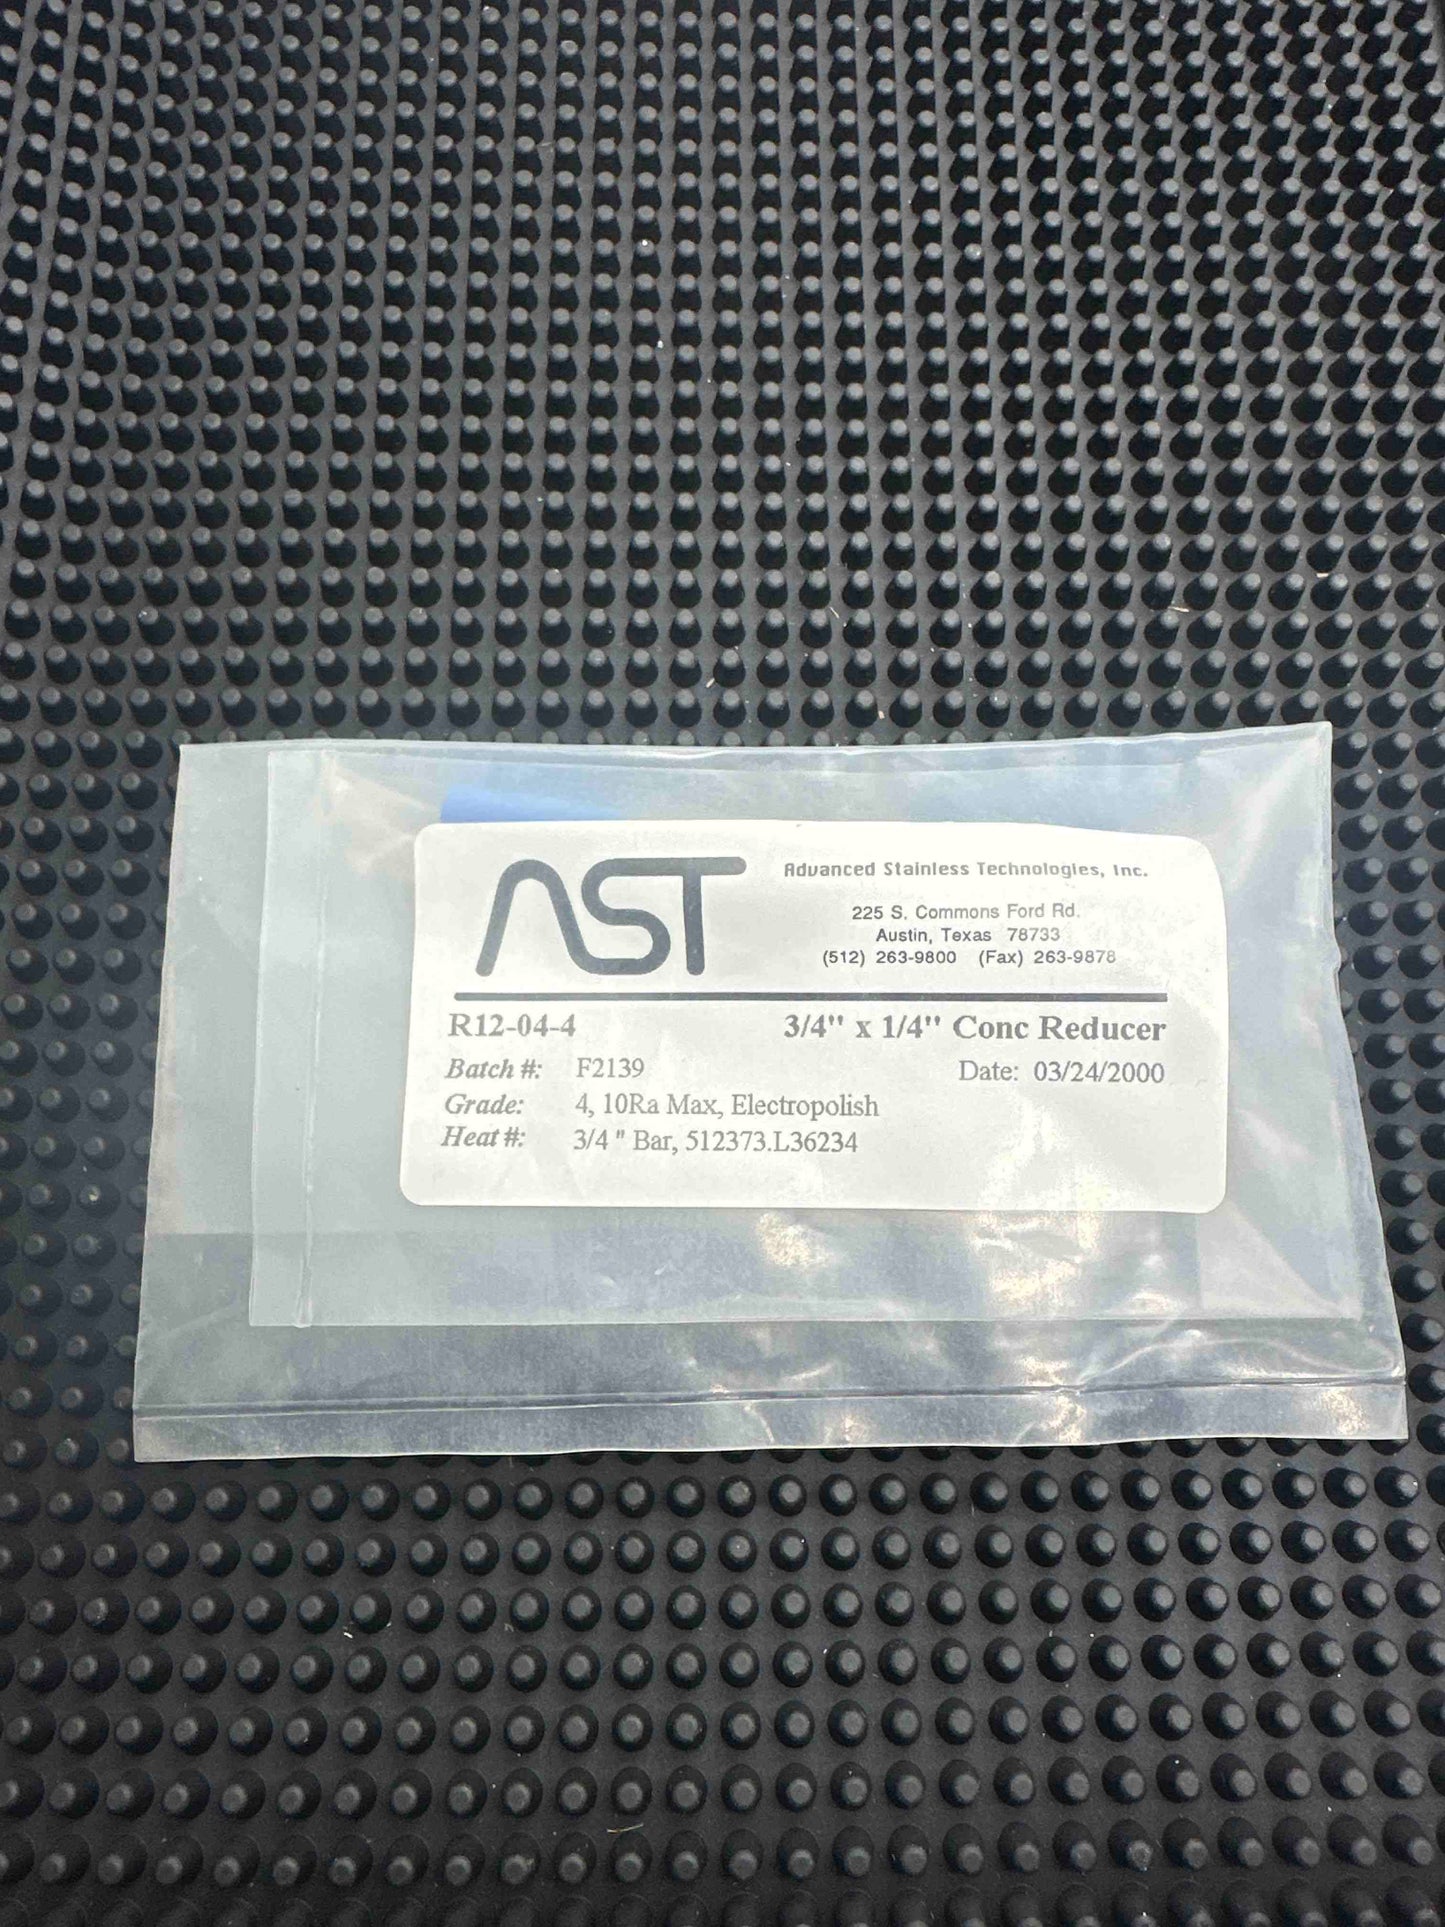 AST
Advanced Stainless Technologies, Inc.
225 S. Commons Ford Rd.
Austin, Texas 78733
(512) 263-9800 (Fax) 263-9878
R12-04-4 3/4" x 1/4" Conc Reducer
Batch #: F2139 Date: 03/24/2000
Grade: 4, 10Ra Max, Electropolish
Heat #: 3/4 " Bar, 512373.L36234